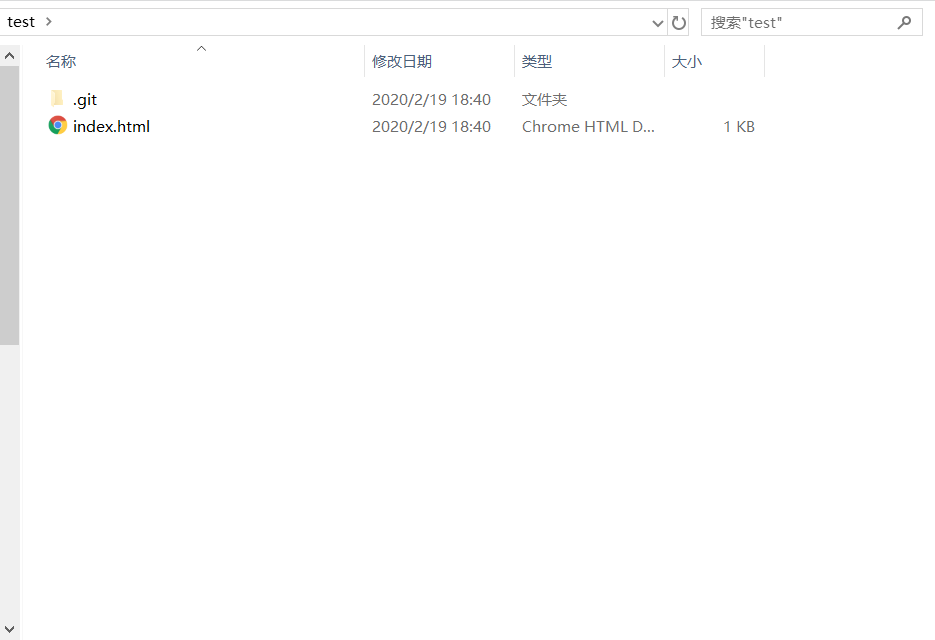 test
搜索"test"
名称 修改日期 类型 大小
.git 2020/2/19 18:40 文件夹
index.html 2020/2/19 18:40 Chrome HTML D... 1 KB